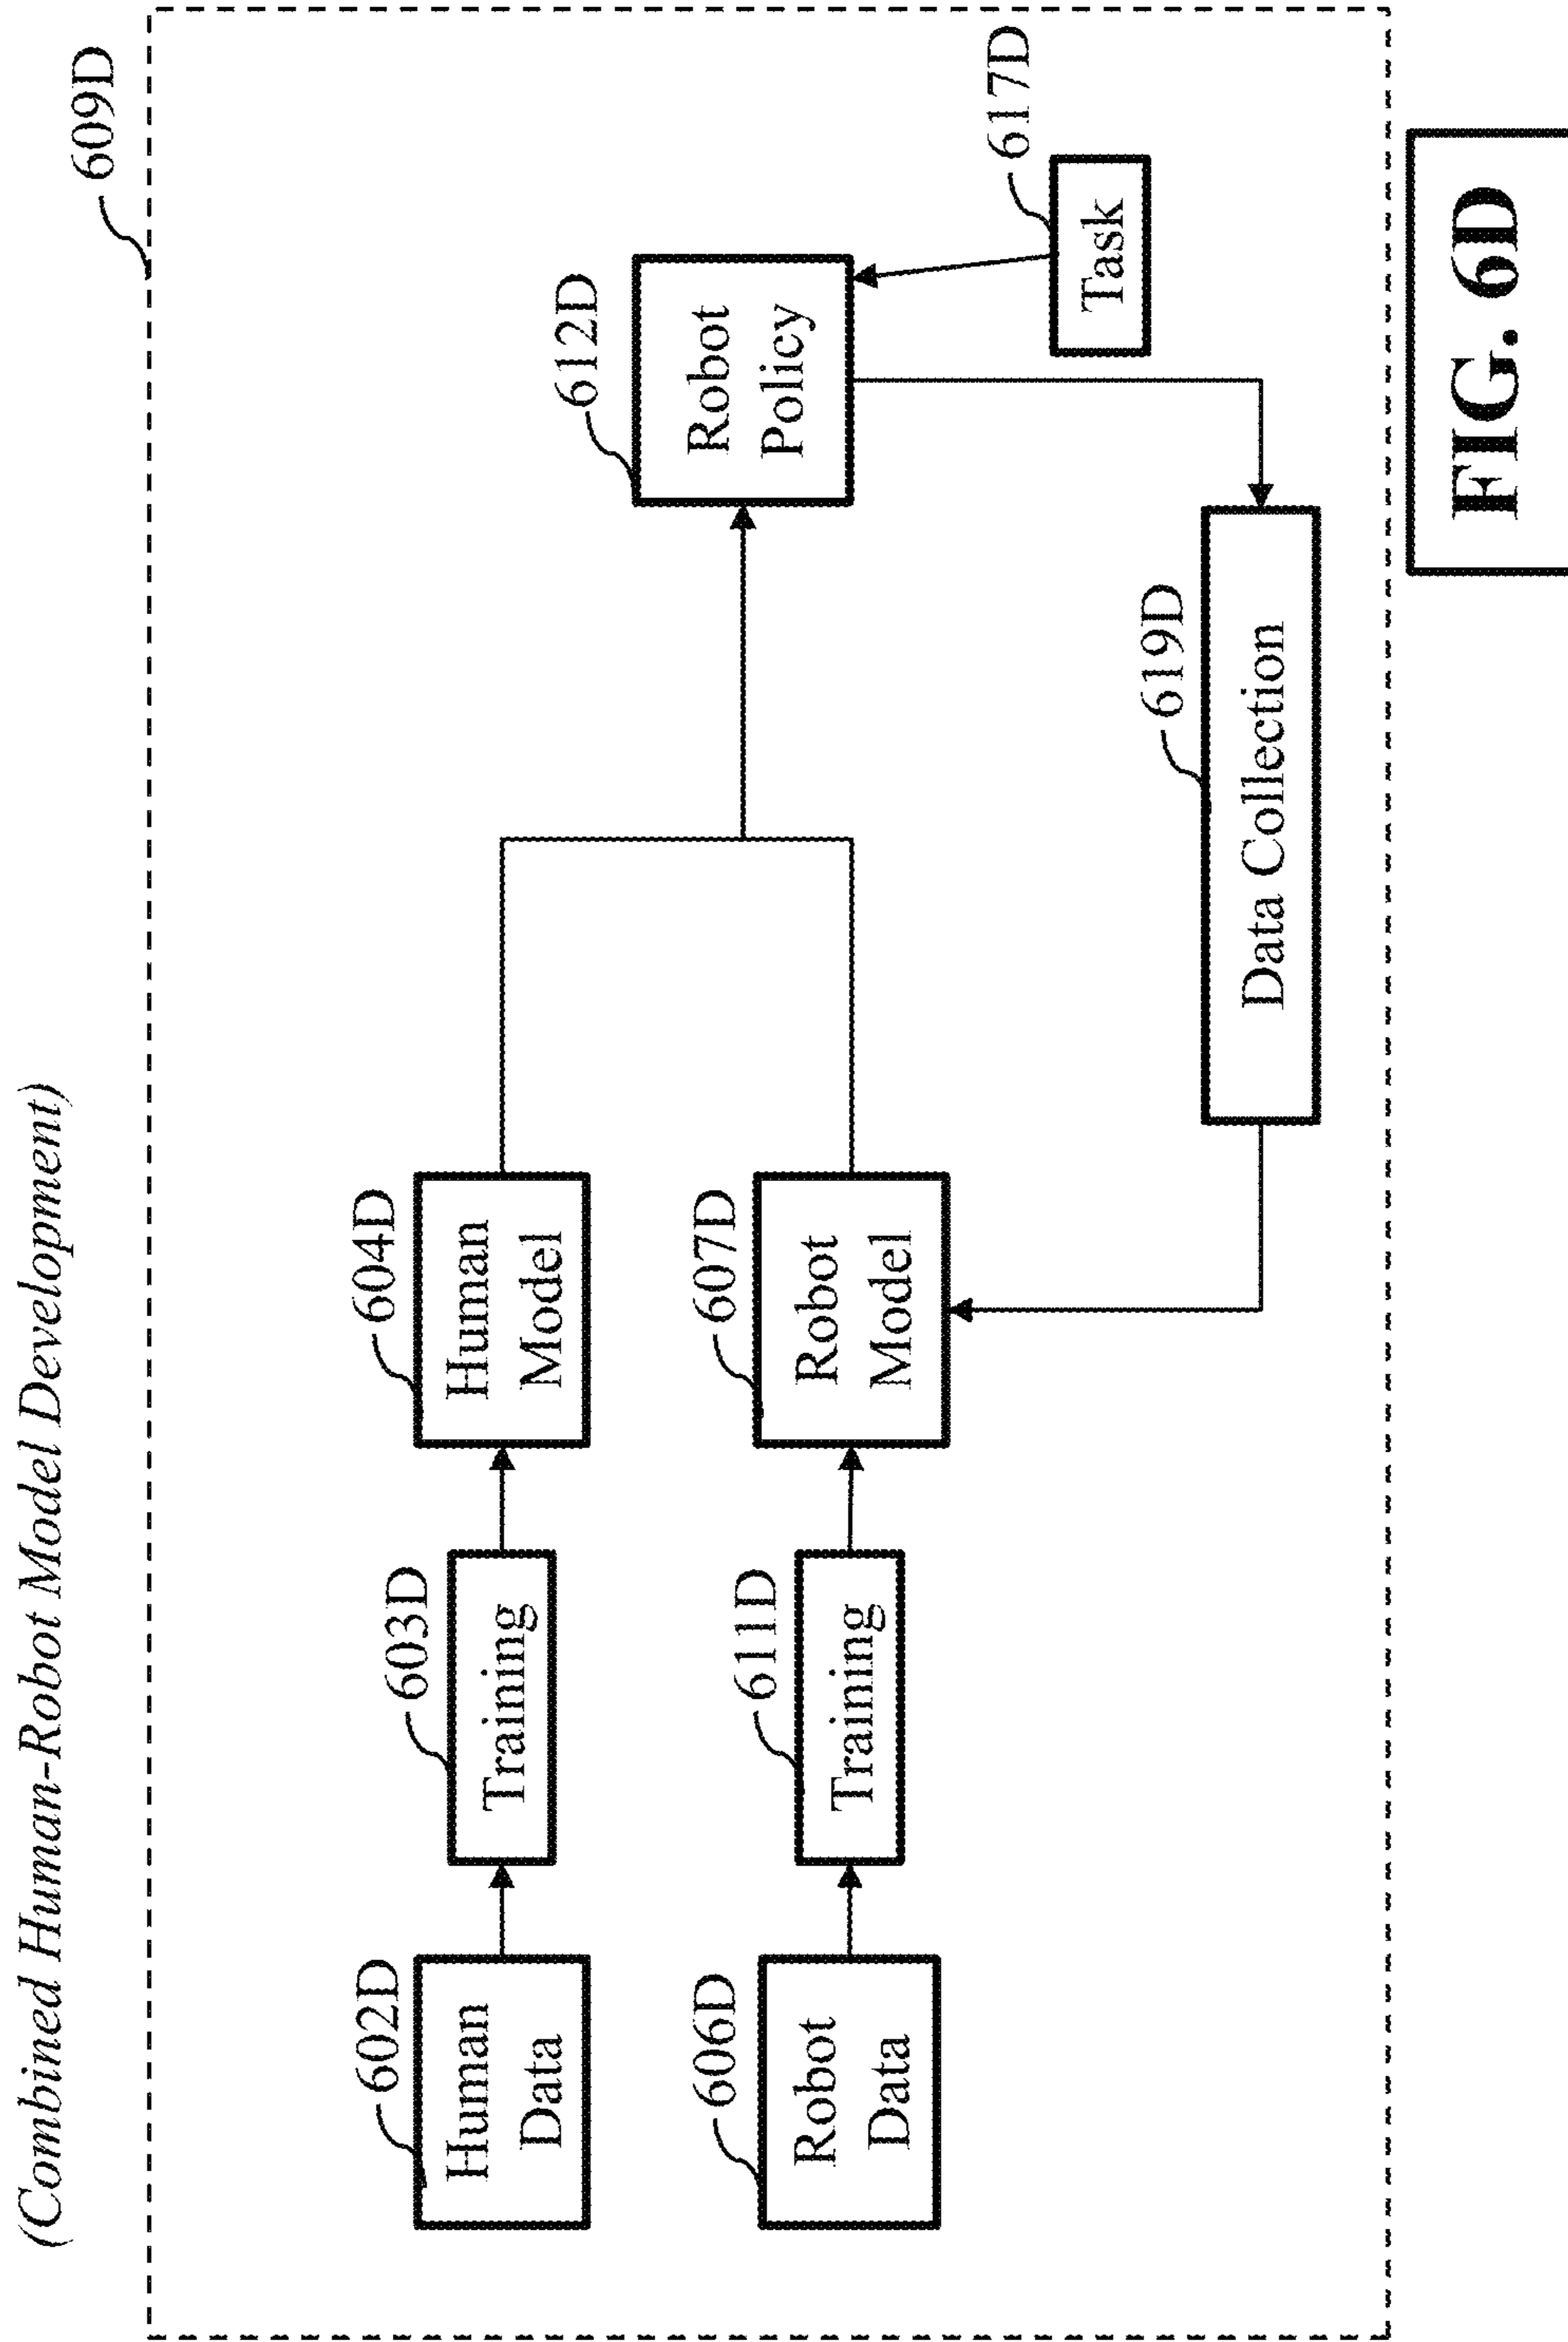 (Combined Human-Robot Model Development)
609D
602D
Human
Data
603D
Training
604D
Human
Model
612D
Robot
Policy
606D
Robot
Data
611D
Training
607D
Robot
Model
617D
Task
619D
Data Collection
FIG. 6D